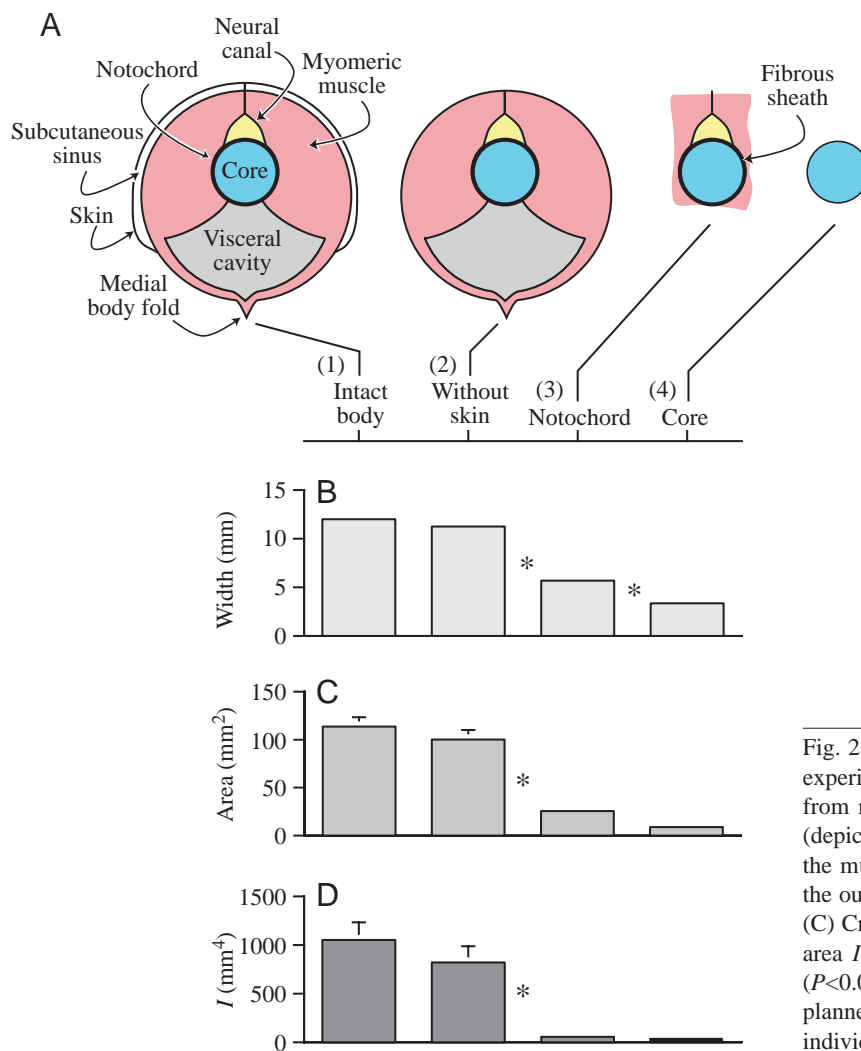 A
Neural
canal
Notochord
Myomeric
muscle
Fibrous
sheath
Subcutaneous
sinus
Core
Skin
Visceral
cavity
Medial
body fold
(1)
Intact
body
(2)
Without
skin
(3)
Notochord
(4)
Core
B
15
10
5
0
Width (mm)
*
*
C
150
100
50
0
Area (mm2)
*
D
1500
1000
500
0
I (mm4)
*
Fig. 2
experi
from r
(depic
the mu
the ou
(C) Cr
area I
(P<0.0
planne
individ